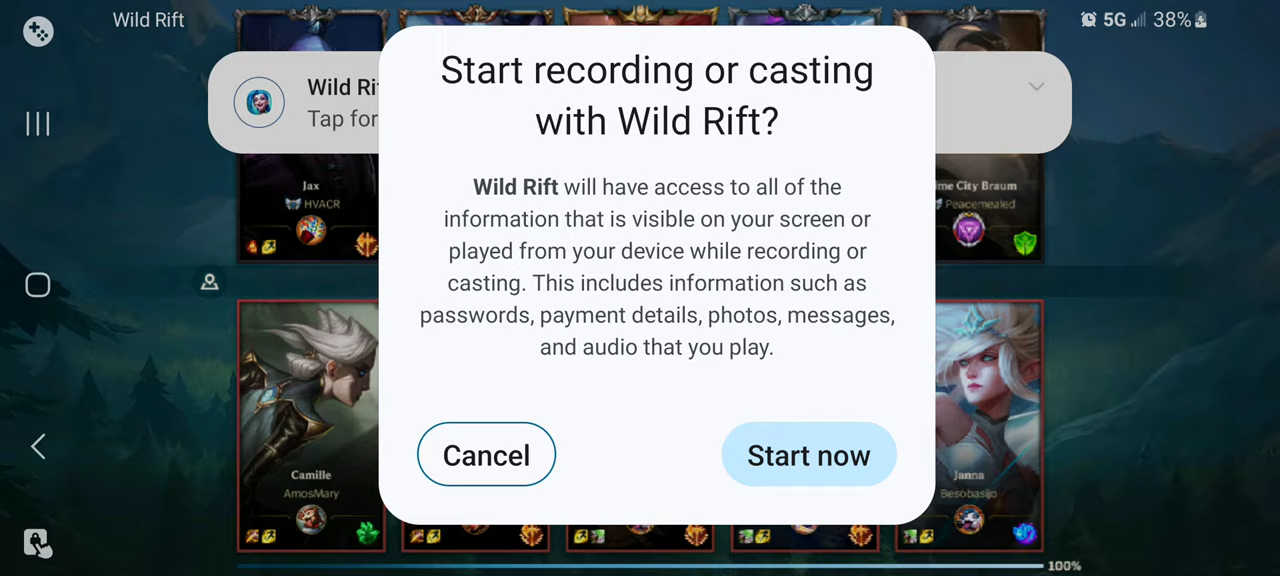 Wild Rift
5G
38%
Start recording or casting
with Wild Rift?
Wild Ri
Tap for
Wild Rift will have access to all of the
information that is visible on your screen or
played from your device while recording or
casting. This includes information such as
passwords, payment details, photos, messages,
and audio that you play.
Jax
HVACR
me City Braum
Peacemealed
Cancel
Start now
Camille
AmosMary
Janna
Besobasijo
100%